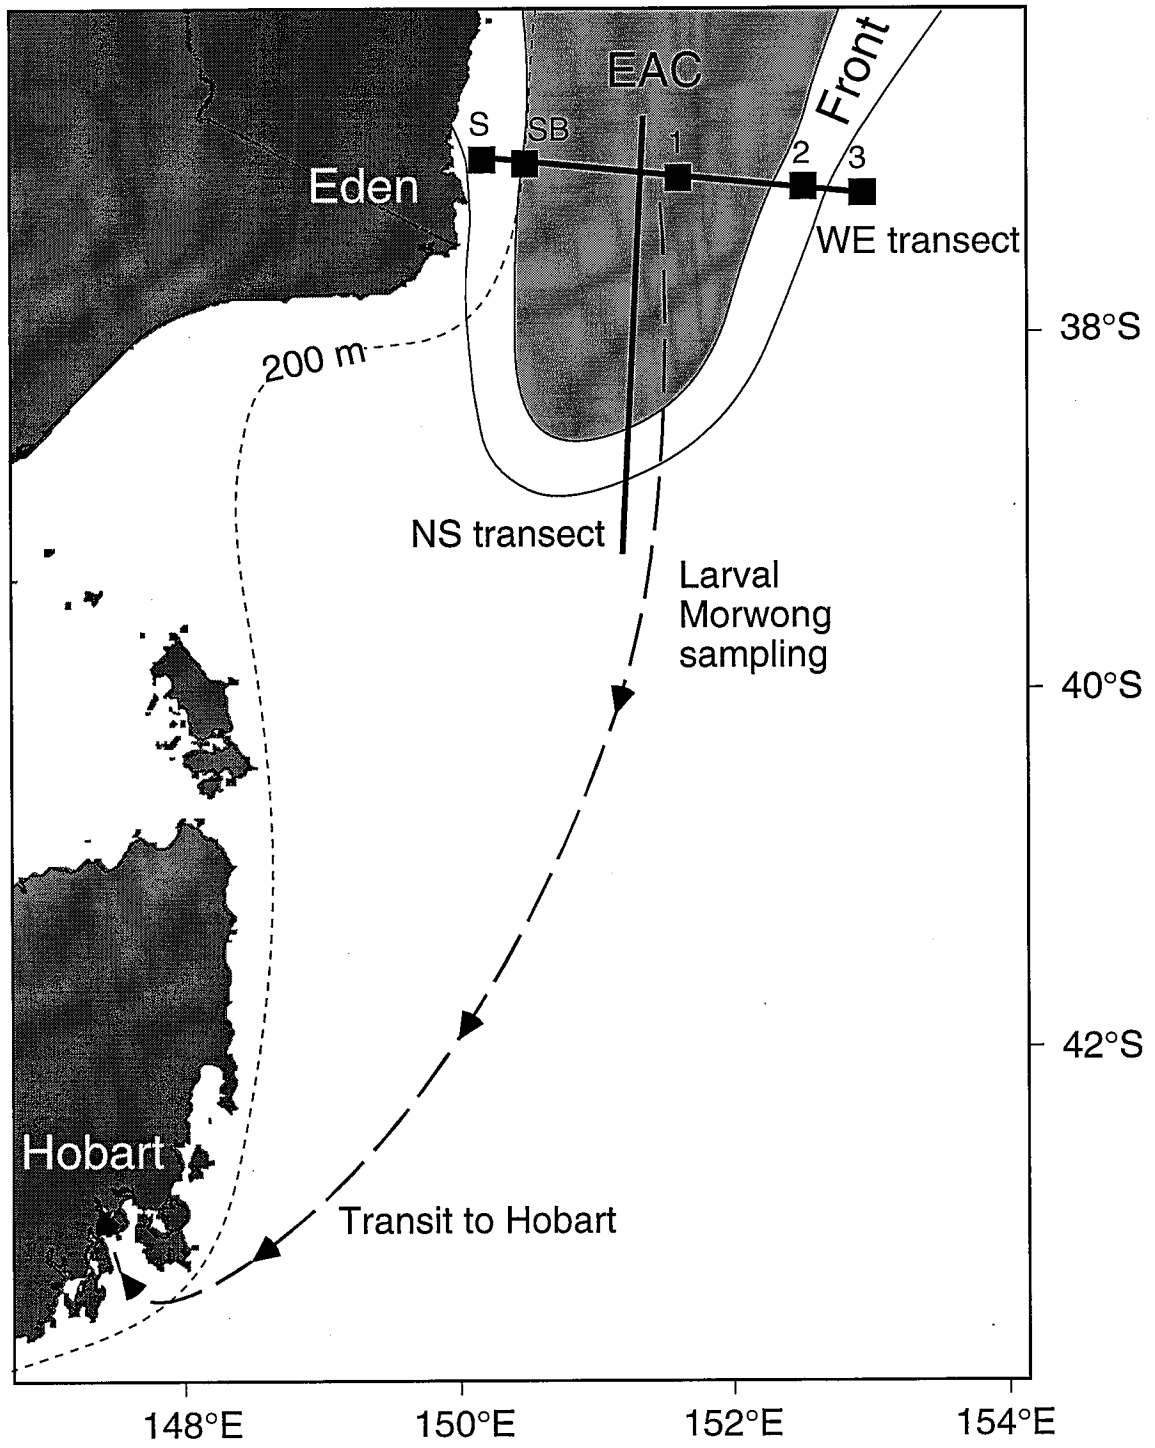 Front
EAC
S
SB
1
2
3
Eden
WE transect
38°S
200 m
NS transect
Larval
Morwong
sampling
40°S
42°S
Hobart
Transit to Hobart
148°E
150°E
152°E
154°E